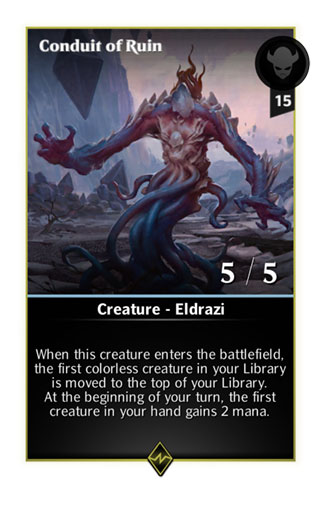 Conduit of Ruin
15
5 / 5
Creature - Eldrazi
When this creature enters the battlefield,
the first colorless creature in your Library
is moved to the top of your Library.
At the beginning of your turn, the first
creature in your hand gains 2 mana.